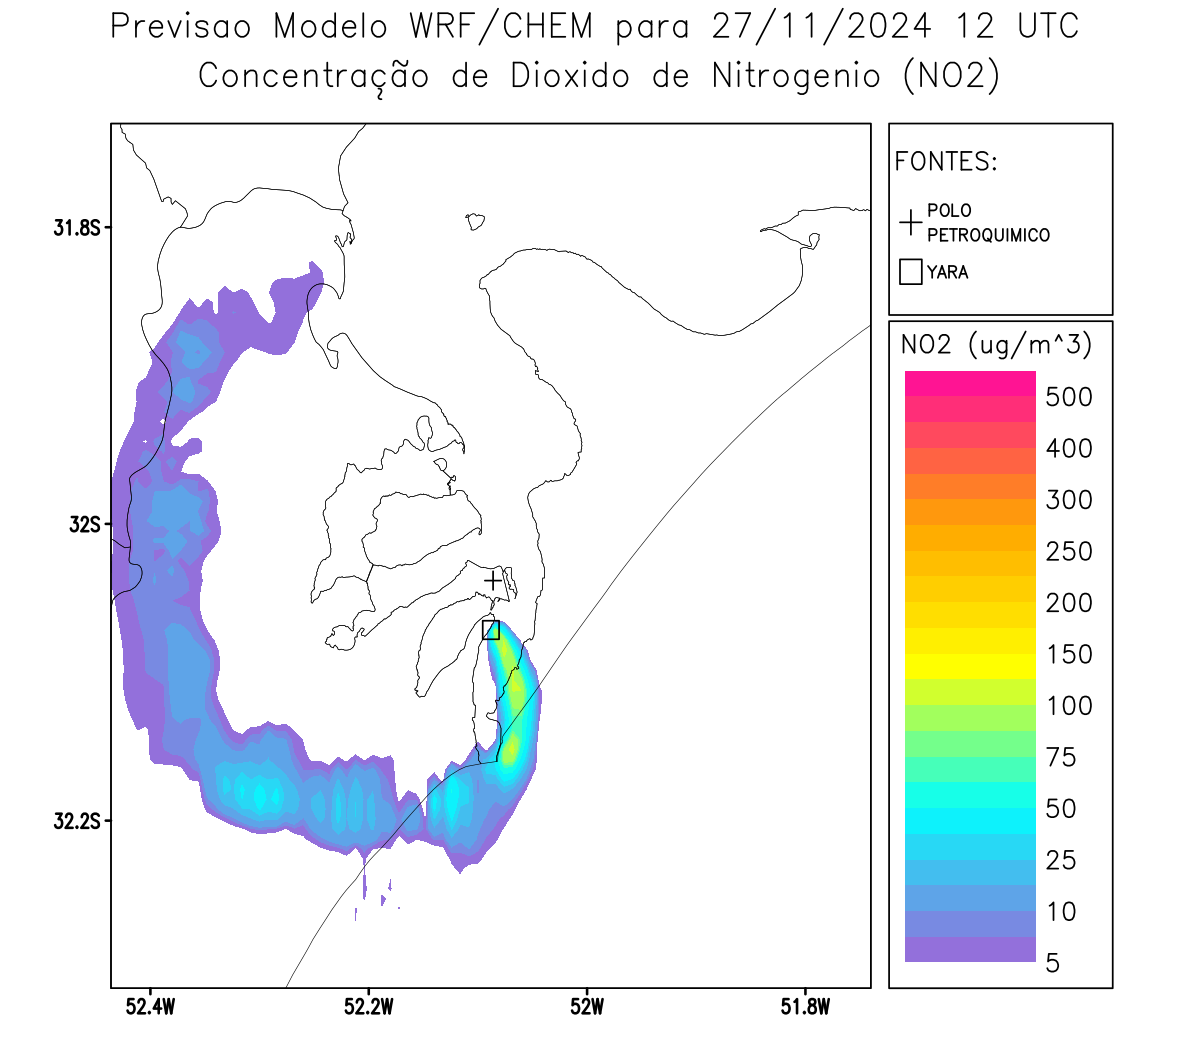 Previsao Modelo WRF/CHEM para 27/11/2024 12 UTC
Concentração de Dioxido de Nitrogenio (NO2)
FONTES:
POLO
PETROQUIMICO
YARA
NO2 (ug/m^3)
500
400
300
250
200
150
100
75
50
25
10
5
31.8S
32S
32.2S
52.4W
52.2W
52W
51.8W